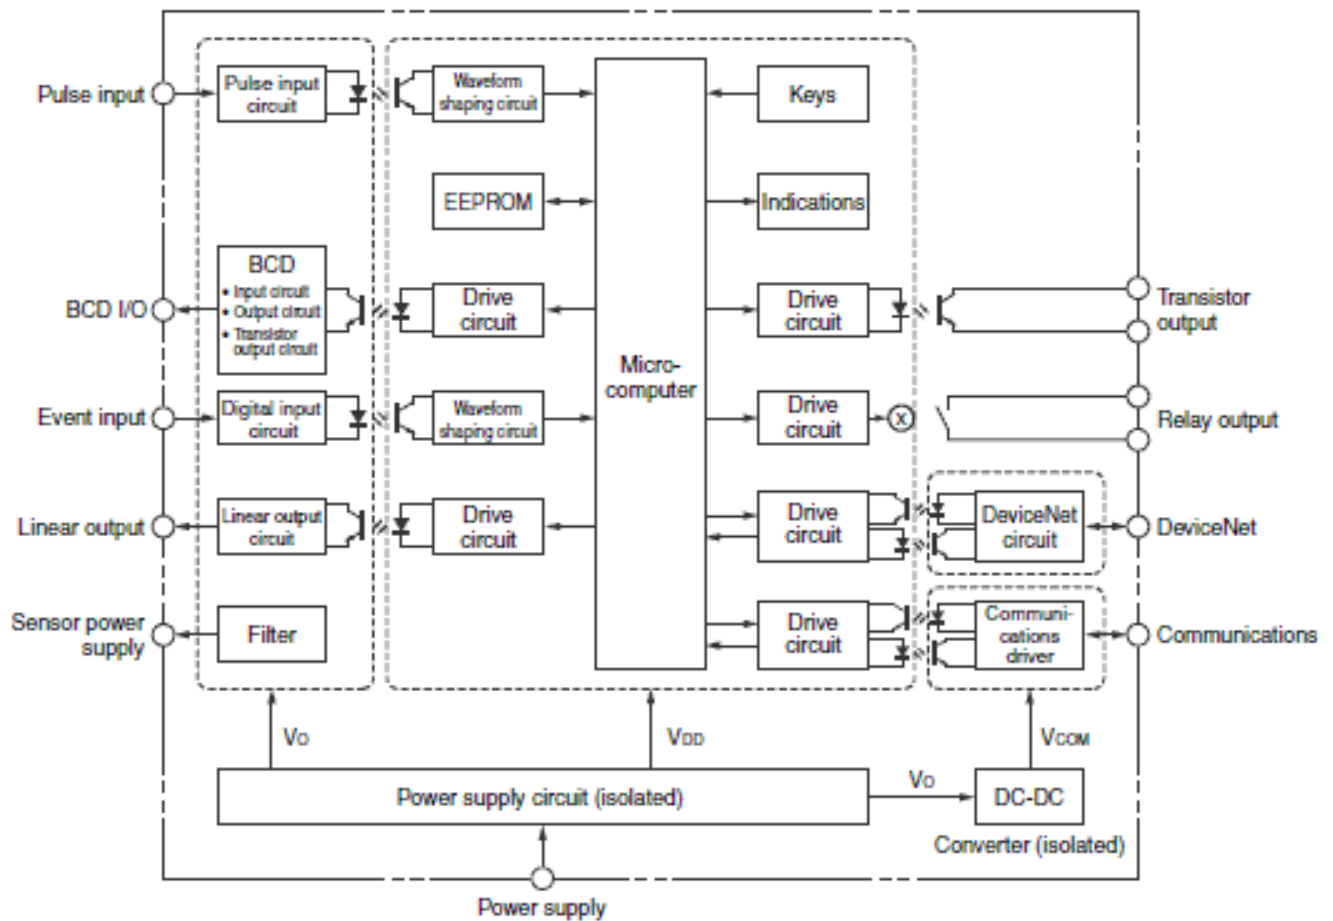 Pulse input
Pulse input
circuit
Waveform
shaping circuit
Keys
EEPROM
Indications
BCD I/O
BCD
• Input circuit
• Output circuit
• Transistor
output circuit
Drive
circuit
Micro-
computer
Drive
circuit
Transistor
output
Event input
Digital input
circuit
Waveform
shaping circuit
Drive
circuit
X
Relay output
Linear output
Linear output
circuit
Drive
circuit
Drive
circuit
DeviceNet
circuit
DeviceNet
Sensor power
supply
Filter
Drive
circuit
Communi-
cations
driver
Communications
VO
VDD
VCOM
Power supply circuit (isolated)
VO
DC-DC
Converter (isolated)
Power supply